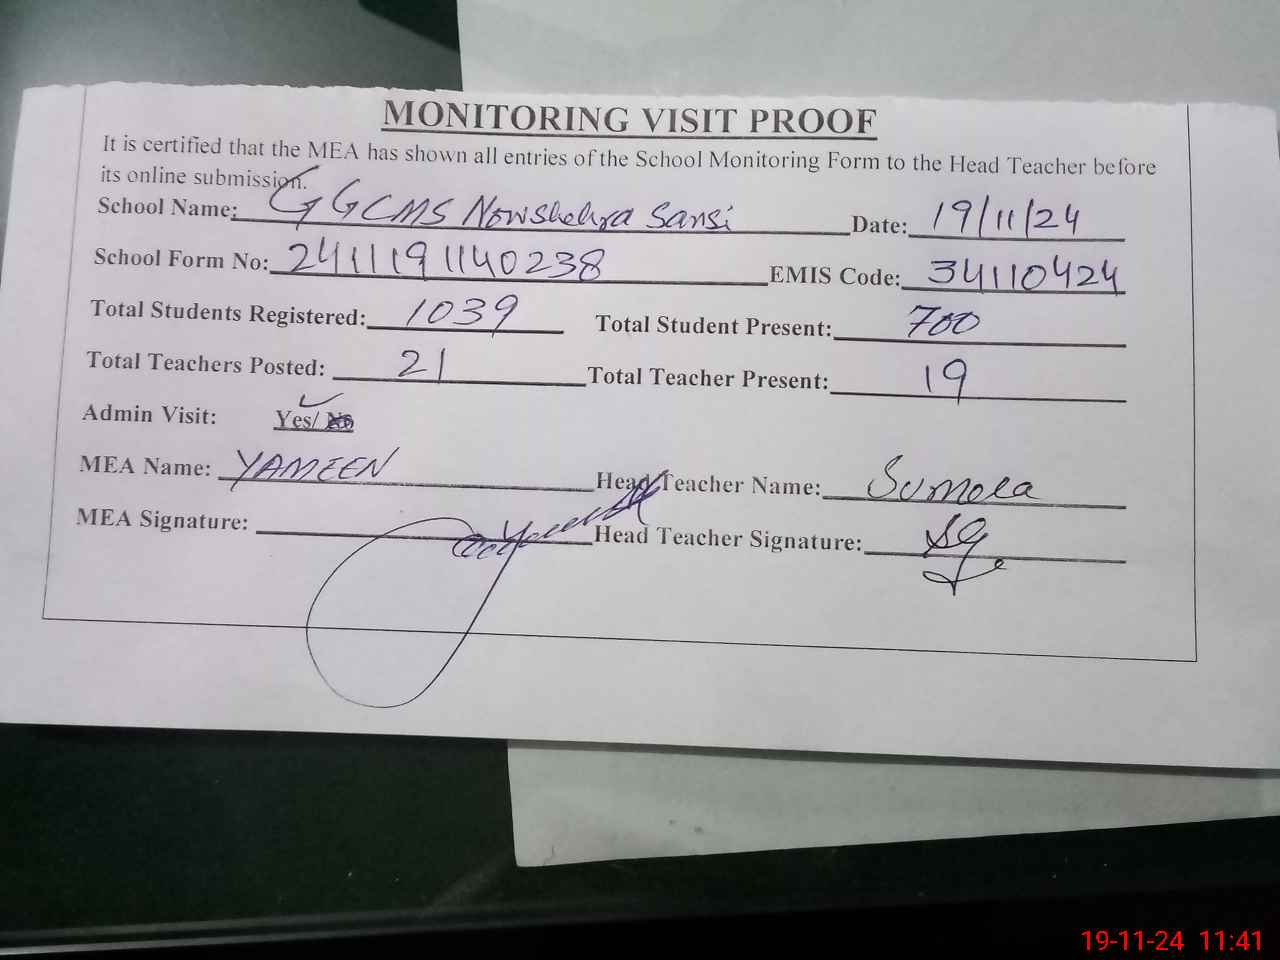 MONITORING VISIT PROOF
It is certified that the MEA has shown all entries of the School Monitoring Form to the Head Teacher before
its online submission.
School Name: GGCMS Nowshehra Sansi Date: 19/11/24
School Form No: 2411191140238 EMIS Code: 34110424
Total Students Registered: 1039 Total Student Present: 700
Total Teachers Posted: 21 Total Teacher Present: 19
Admin Visit: Yes/ No
MEA Name: YAMEEN Head Teacher Name: Sumera
MEA Signature: Head Teacher Signature:
19-11-24 11:41